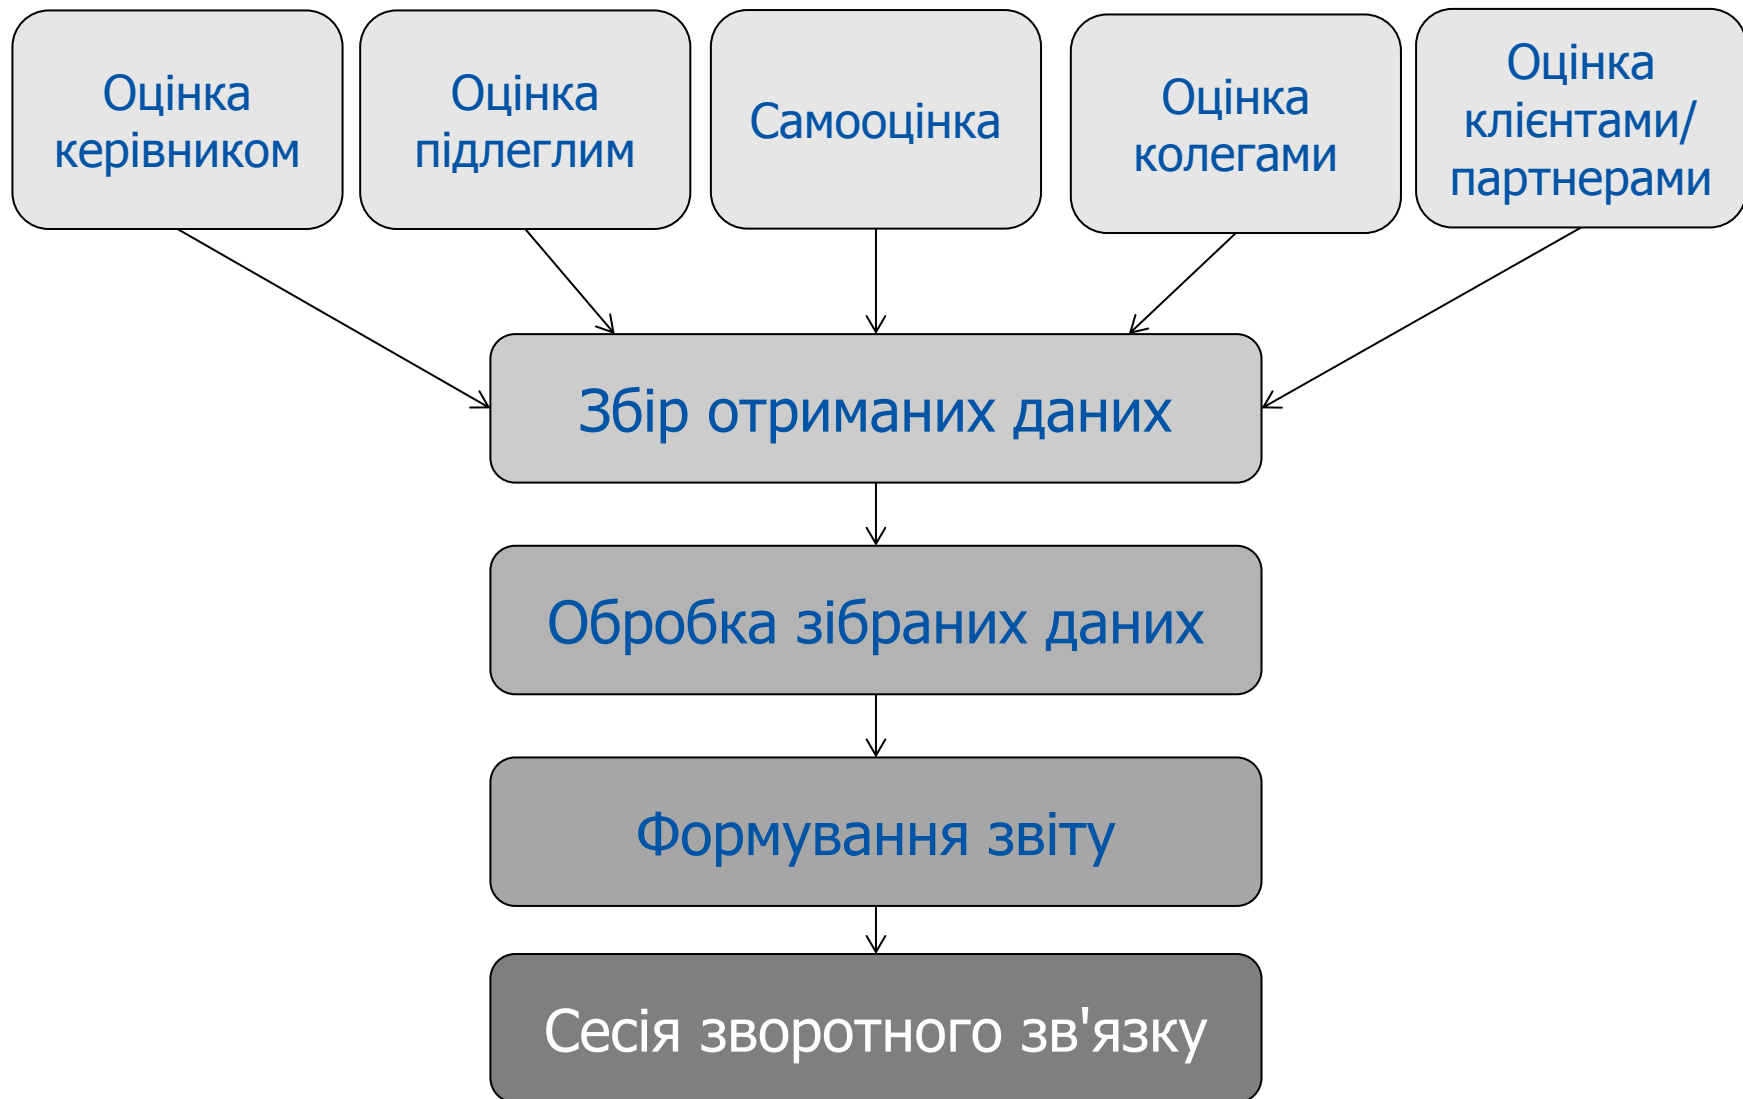 Оцінка
керівником
Оцінка
підлеглим
Самооцінка
Оцінка
колегами
Оцінка
клієнтами/
партнерами
Збір отриманих даних
Обробка зібраних даних
Формування звіту
Сесія зворотного зв'язку